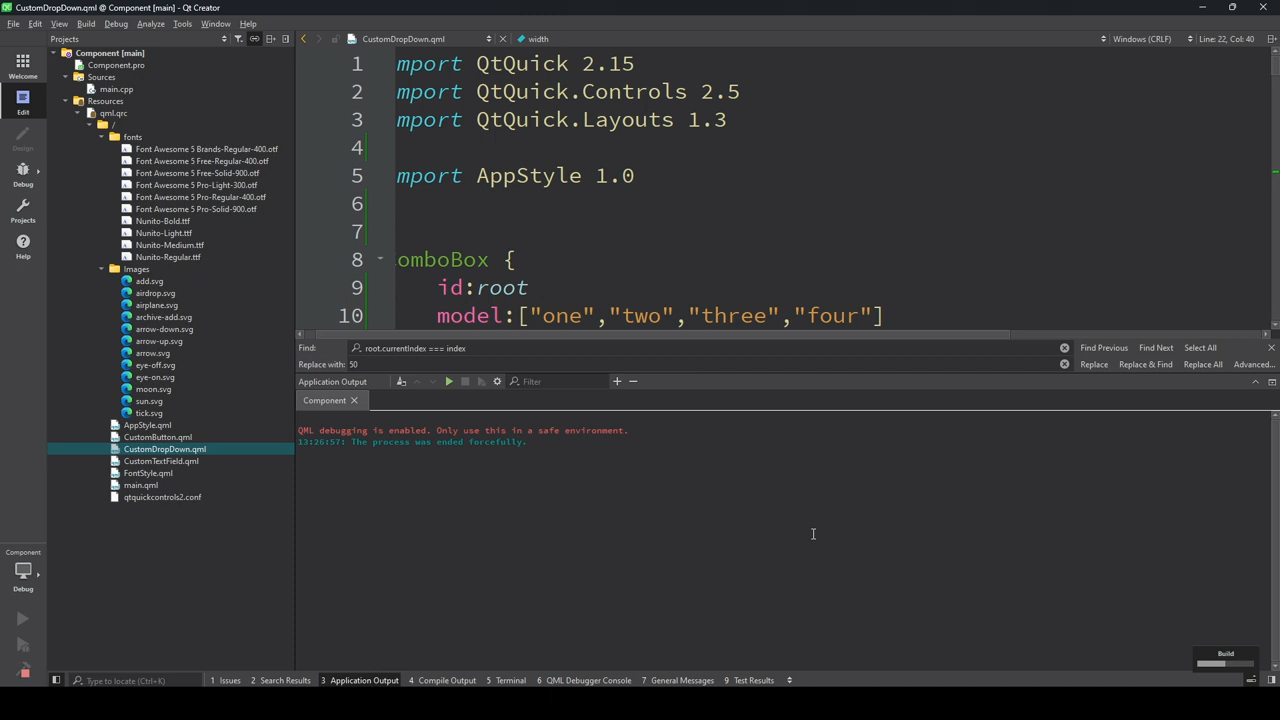 CustomDropDown.qml @ Component [main] - Qt Creator
File Edit View Build Debug Analyze Tools Window Help
Projects
CustomDropDown.qml
width
Windows (CRLF)
Line: 22, Col: 40
Welcome
Edit
Design
Debug
Projects
Help
Component [main]
Component.pro
Sources
main.cpp
Resources
qml.qrc
/
fonts
Font Awesome 5 Brands-Regular-400.otf
Font Awesome 5 Free-Regular-400.otf
Font Awesome 5 Free-Solid-900.otf
Font Awesome 5 Pro-Light-300.otf
Font Awesome 5 Pro-Regular-400.otf
Font Awesome 5 Pro-Solid-900.otf
Nunito-Bold.ttf
Nunito-Light.ttf
Nunito-Medium.ttf
Nunito-Regular.ttf
Images
add.svg
airdrop.svg
airplane.svg
archive-add.svg
arrow-down.svg
arrow-up.svg
arrow.svg
eye-off.svg
eye-on.svg
moon.svg
sun.svg
tick.svg
AppStyle.qml
CustomButton.qml
CustomDropDown.qml
CustomTextField.qml
FontStyle.qml
main.qml
qtquickcontrols2.conf
1 mport QtQuick 2.15
2 mport QtQuick.Controls 2.5
3 mport QtQuick.Layouts 1.3
4
5 mport AppStyle 1.0
6
7
8 omboBox {
9 id:root
10 model:["one","two","three","four"]
Find: root.currentIndex === index Find Previous Find Next Select All
Replace with: 50 Replace Replace & Find Replace All Advanced...
Application Output Filter
Component
QML debugging is enabled. Only use this in a safe environment.
13:26:57: The process was ended forcefully.
Component
Debug
Build
Type to locate (Ctrl+K) 1 Issues 2 Search Results 3 Application Output 4 Compile Output 5 Terminal 6 QML Debugger Console 7 General Messages 9 Test Results